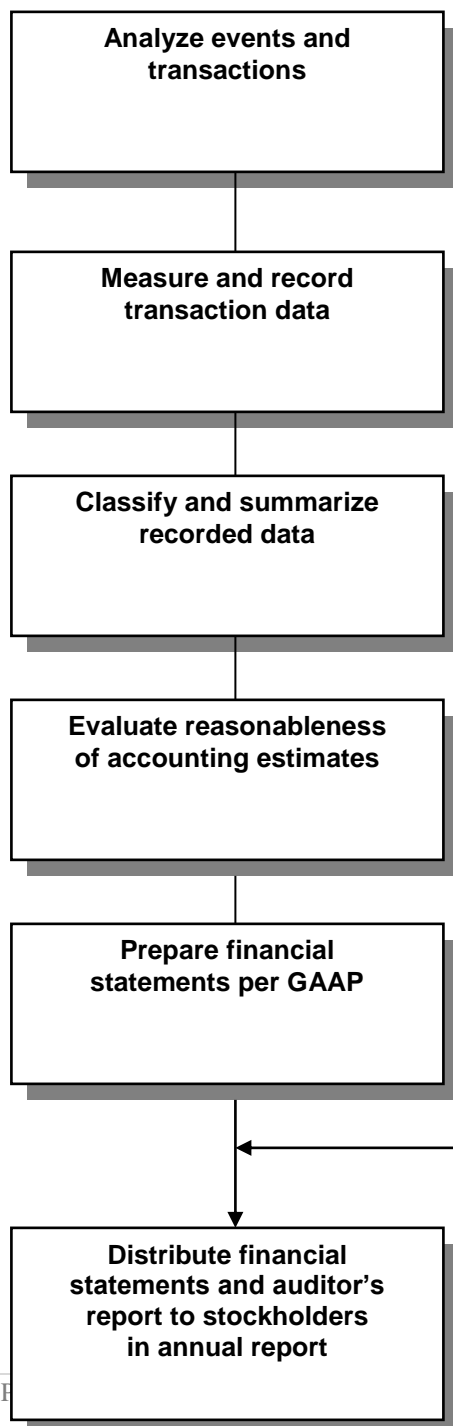 Analyze events and
transactions
Measure and record
transaction data
Classify and summarize
recorded data
Evaluate reasonableness
of accounting estimates
Prepare financial
statements per GAAP
Distribute financial
statements and auditor’s
report to stockholders
in annual report